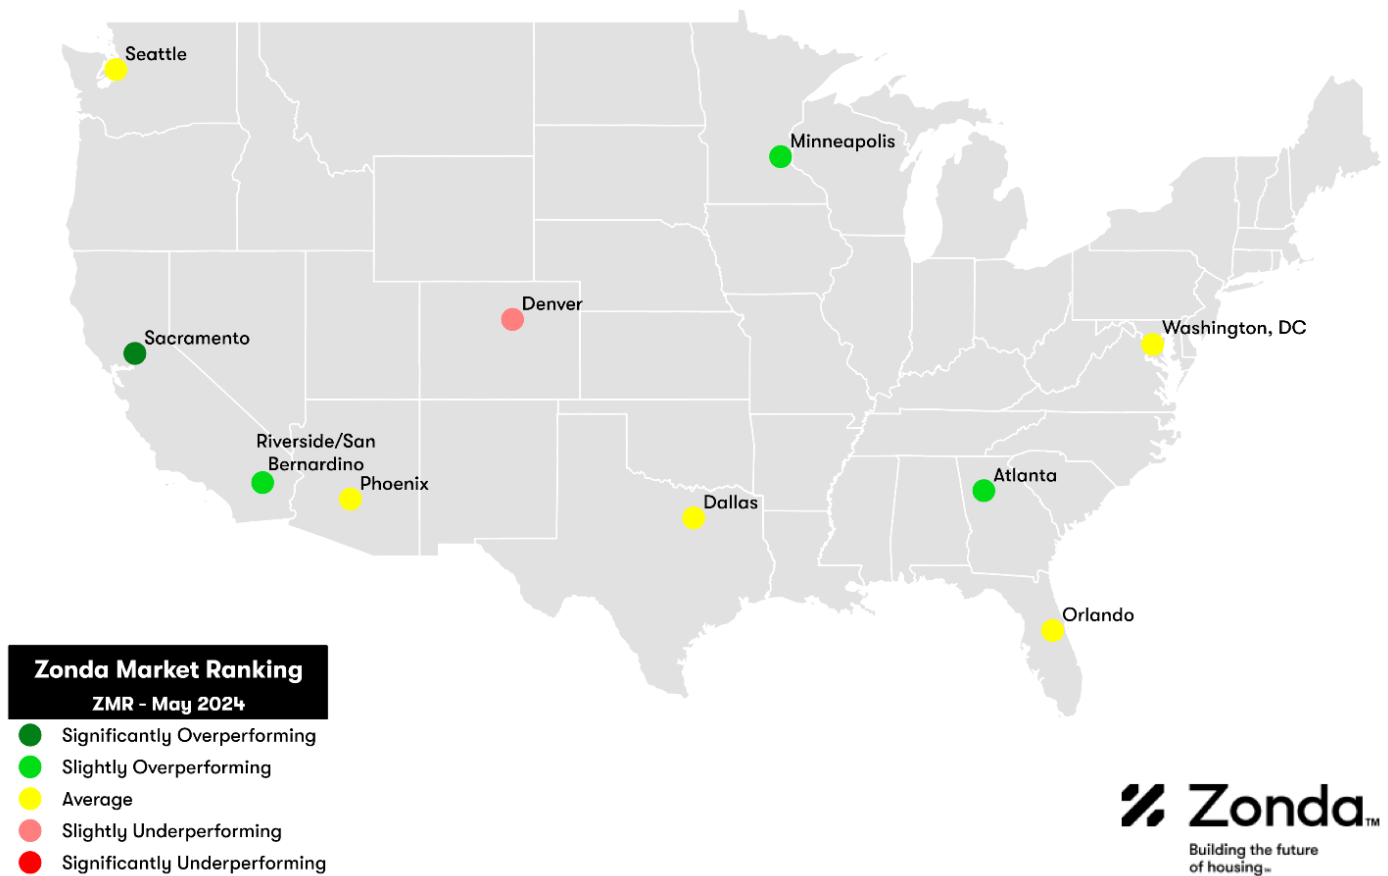 Seattle
Minneapolis
Denver
Washington, DC
Sacramento
Riverside/San
Bernardino
Phoenix
Atlanta
Dallas
Orlando
Zonda Market Ranking
ZMR - May 2024
Significantly Overperforming
Slightly Overperforming
Average
Slightly Underperforming
Significantly Underperforming
Zonda™
Building the future
of housing™